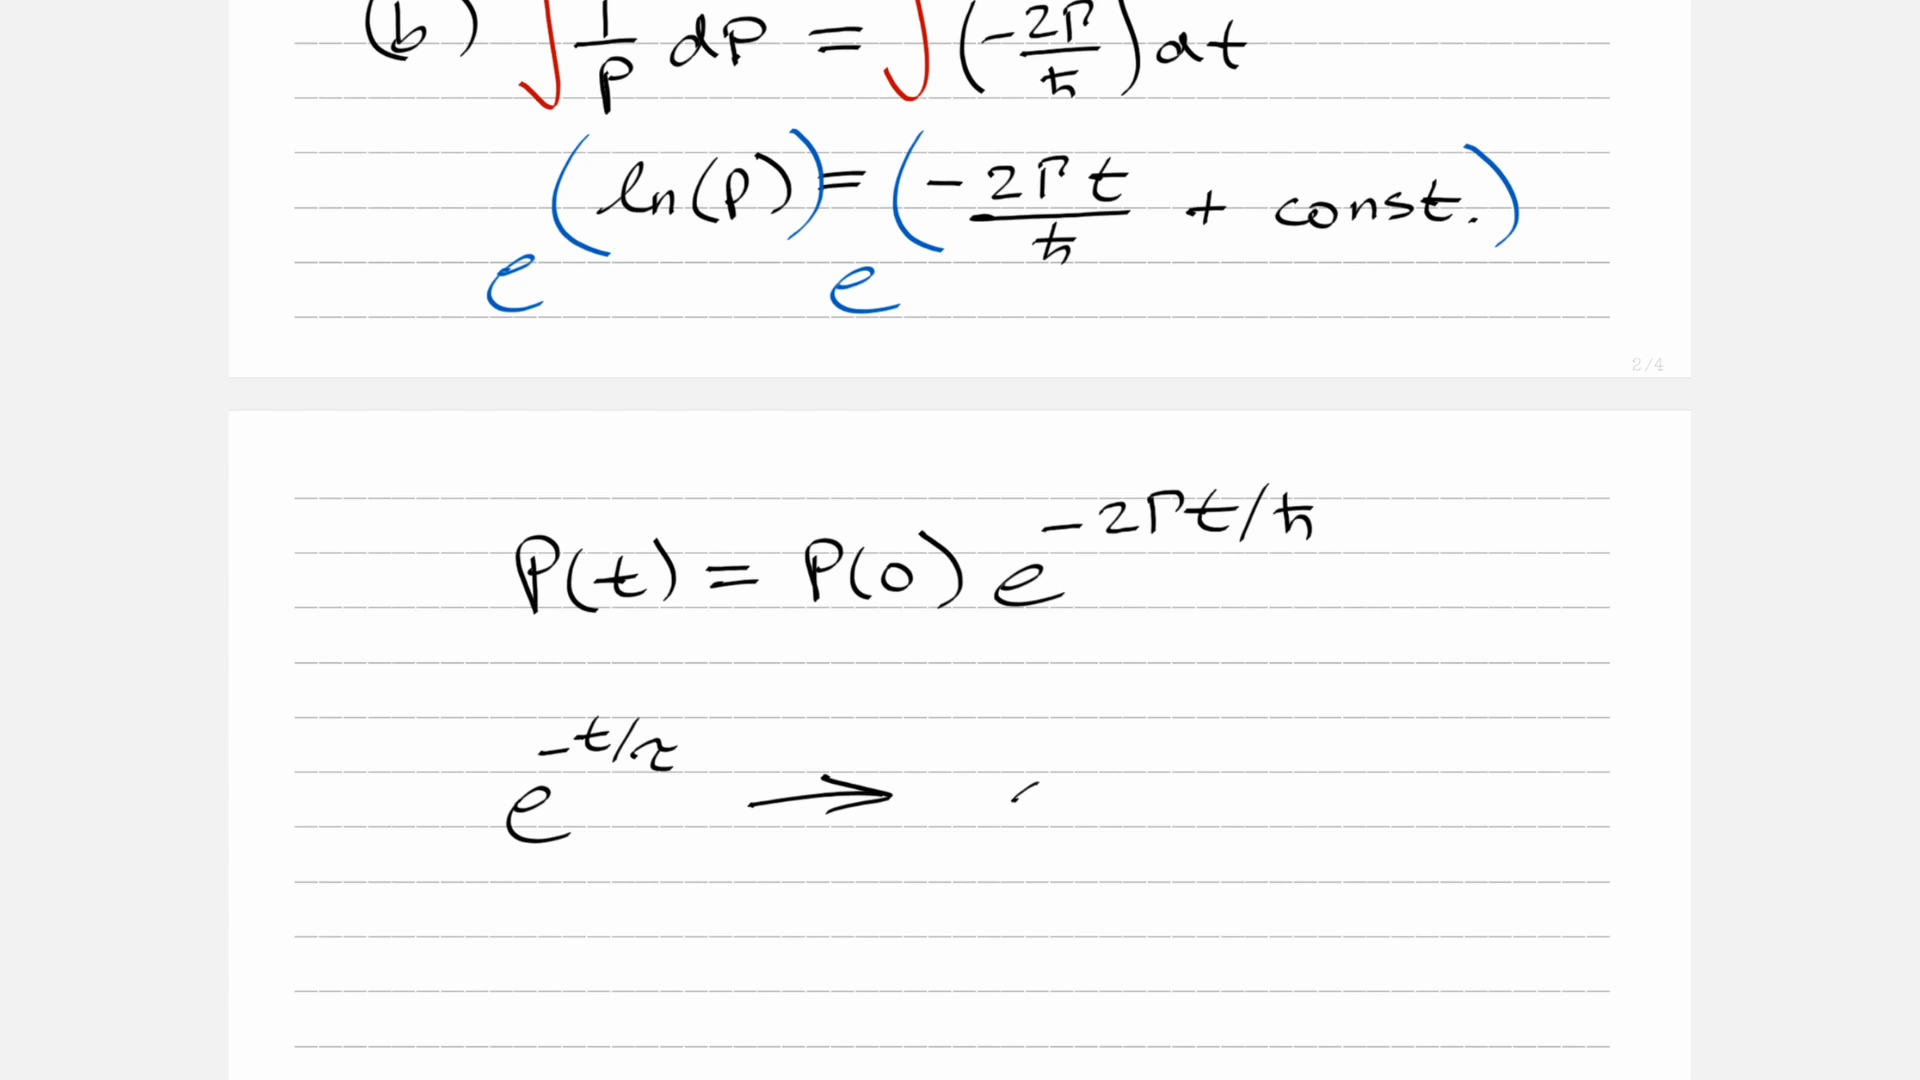 (b) ∫ 1/P dP = ∫ (-2Γ/ħ) dt
e^(ln(P)) = e^(-2Γt/ħ + const.)
2/4
P(t) = P(0) e^-2Γt/ħ
e^-t/τ →